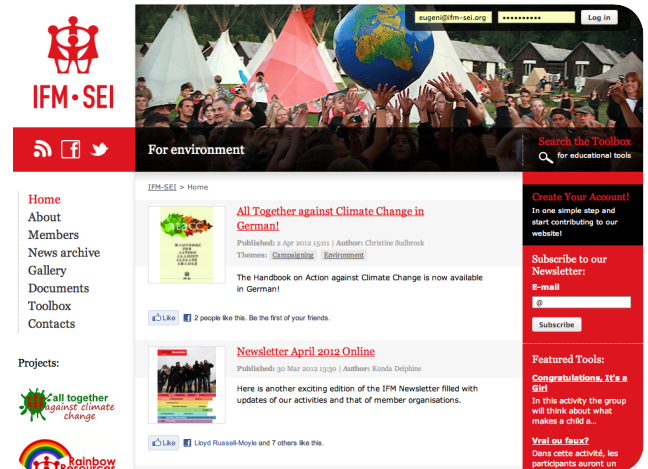 eugeni@ifm-sei.org
••••••••••
Log in
IFM•SEI
For environment
Search the Toolbox
for educational tools
Home
About
Members
News archive
Gallery
Documents
Toolbox
Contacts
Projects:
all together
against climate
change
Rainbow
Resources
IFM-SEI > Home
All Together against Climate Change in
German!
Published: 2 Apr 2012 15:01 | Author: Christine Sudbrock
Themes: Campaigning Environment
atacc
HANDBOOK
FOR
ACTION
AGAINST
CLIMATE
CHANGE
The Handbook on Action against Climate Change is now available
in German!
Like
2 people like this. Be the first of your friends.
Newsletter April 2012 Online
Published: 30 Mar 2012 13:30 | Author: Konda Delphine
Here is another exciting edition of the IFM Newsletter filled with
updates of our activities and that of member organisations.
Like
Lloyd Russell-Moyle and 7 others like this.
Create Your Account!
In one simple step and
start contributing to our
website!
Subscribe to our
Newsletter:
E-mail
@
Subscribe
Featured Tools:
Congratulations, It's a
Girl
In this activity the group
will think about what
makes a child a...
Vrai ou faux?
Dans cette activité, les
participants auront un